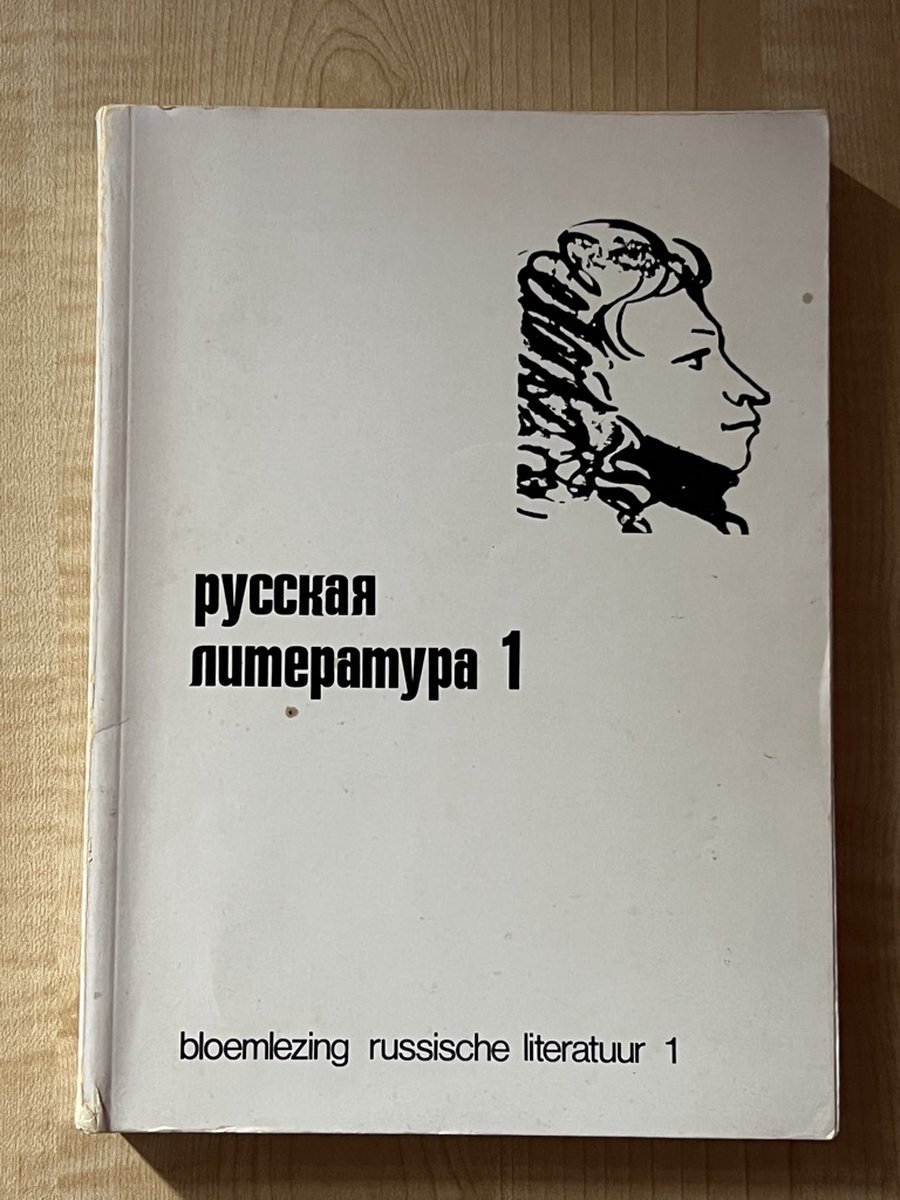 русская
литература 1
bloemlezing russische literatuur 1